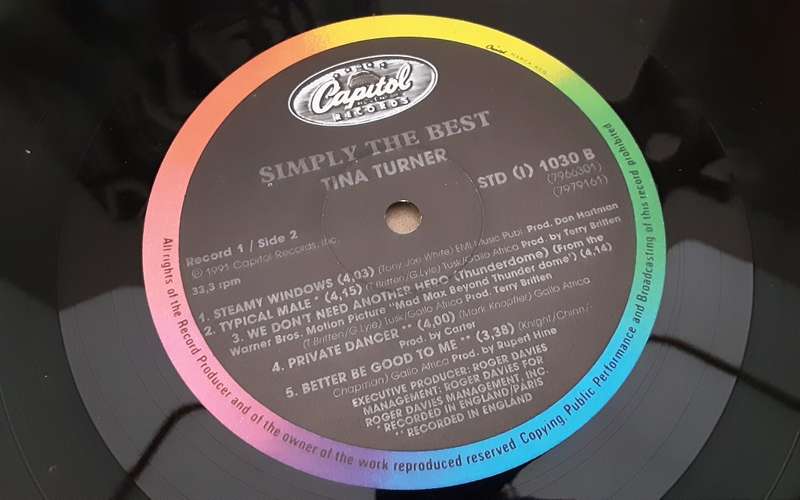 Capitol
RECORDS
SIMPLY THE BEST
TINA TURNER
STD (I) 1030 B
(7966301)
(7979161)
Record 1 / Side 2
℗ 1991 Capitol Records, Inc.
33,3 rpm
1. STEAMY WINDOWS (4,03) (Tony Joe White) EMI Music Publ Prod. Dan Hartman
2. TYPICAL MALE * (4,15) (T Britten/G Lyle) Tusk/Gallo Africa Prod by Terry Britten
3. WE DON'T NEED ANOTHER HERO (Thunderdome) (From the
Warner Bros. Motion Picture "Mad Max Beyond Thunder dome') (4,14)
(T Britten/G Lyle) Tusk/Gallo Africa Prod. by Terry Britten
4. PRIVATE DANCER ** (4,00) (Mark Knopfler) Gallo Africa
Prod. by Carter
5. BETTER BE GOOD TO ME ** (3,38) (Knight/Chinn/
Chapman) Gallo Africa Prod by Rupert Hine
EXECUTIVE PRODUCER: ROGER DAVIES
MANAGEMENT: ROGER DAVIES FOR
ROGER DAVIES MANAGEMENT INC.
* RECORDED IN ENGLAND/PARIS
** RECORDED IN ENGLAND
All rights of the Record Producer and of the owner of the work reproduced reserved Copying, Public Performance and Broadcasting of this record prohibited